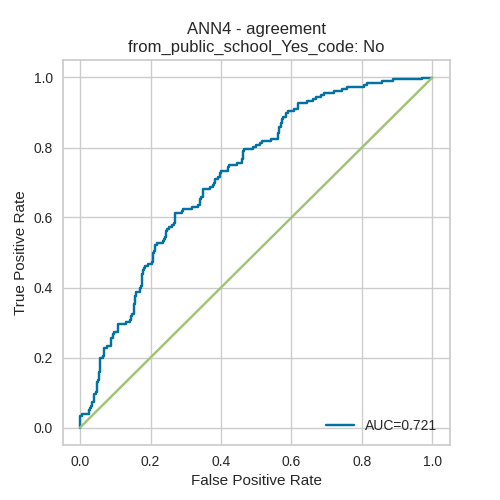 ANN4 - agreement
from_public_school_Yes_code: No
True Positive Rate
1.0
0.8
0.6
0.4
0.2
0.0
AUC=0.721
0.0 0.2 0.4 0.6 0.8 1.0
False Positive Rate